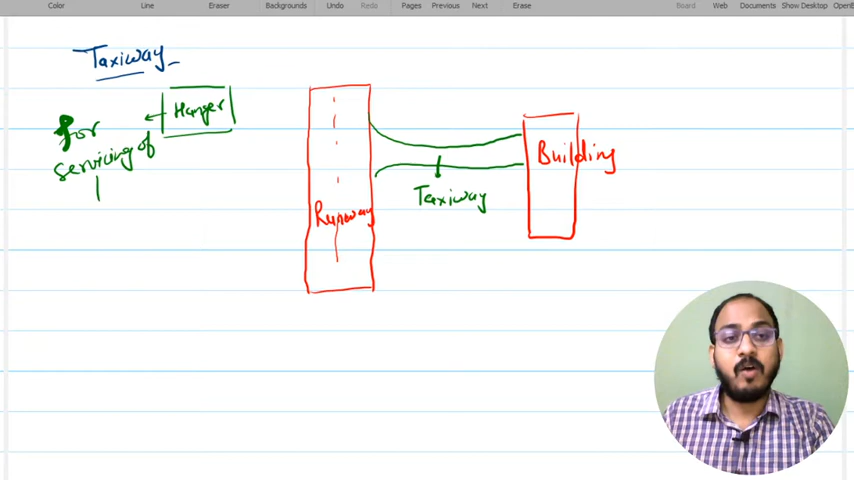 Color Line Eraser Backgrounds Undo Redo Pages Previous Next Erase Board Web Documents Show Desktop OpenB
Taxiway
Hanger
for
servicing of
Building
Taxiway
Runway